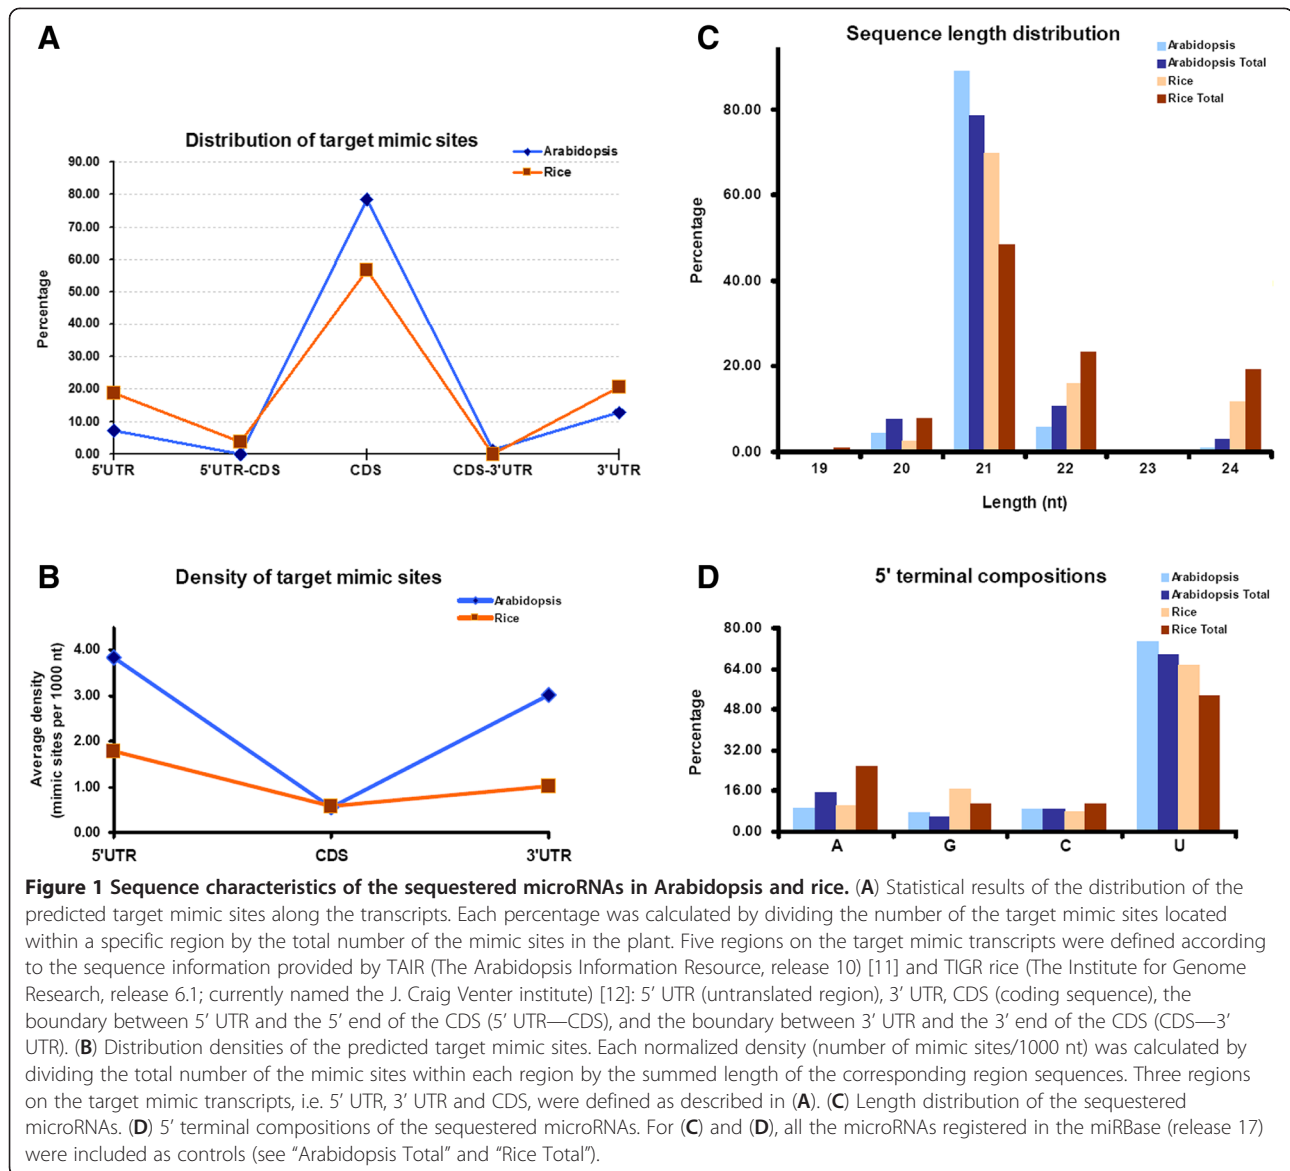 A
Distribution of target mimic sites
Arabidopsis
Rice
Percentage
90.00
80.00
70.00
60.00
50.00
40.00
30.00
20.00
10.00
0.00
5'UTR
5'UTR-CDS
CDS
CDS-3'UTR
3'UTR
C
Sequence length distribution
Arabidopsis
Arabidopsis Total
Rice
Rice Total
Percentage
80.00
60.00
40.00
20.00
0.00
19
20
21
22
23
24
Length (nt)
B
Density of target mimic sites
Arabidopsis
Rice
Average density
(mimic sites per 1000 nt)
4.00
3.00
2.00
1.00
0.00
5'UTR
CDS
3'UTR
D
5' terminal compositions
Arabidopsis
Arabidopsis Total
Rice
Rice Total
Percentage
80.00
64.00
48.00
32.00
16.00
0.00
A
G
C
U
Figure 1 Sequence characteristics of the sequestered microRNAs in Arabidopsis and rice. (A) Statistical results of the distribution of the
predicted target mimic sites along the transcripts. Each percentage was calculated by dividing the number of the target mimic sites located
within a specific region by the total number of the mimic sites in the plant. Five regions on the target mimic transcripts were defined according
to the sequence information provided by TAIR (The Arabidopsis Information Resource, release 10) [11] and TIGR rice (The Institute for Genome
Research, release 6.1; currently named the J. Craig Venter institute) [12]: 5′ UTR (untranslated region), 3′ UTR, CDS (coding sequence), the
boundary between 5′ UTR and the 5′ end of the CDS (5′ UTR—CDS), and the boundary between 3′ UTR and the 3′ end of the CDS (CDS—3′
UTR). (B) Distribution densities of the predicted target mimic sites. Each normalized density (number of mimic sites/1000 nt) was calculated by
dividing the total number of the mimic sites within each region by the summed length of the corresponding region sequences. Three regions
on the target mimic transcripts, i.e. 5′ UTR, 3′ UTR and CDS, were defined as described in (A). (C) Length distribution of the sequestered
microRNAs. (D) 5′ terminal compositions of the sequestered microRNAs. For (C) and (D), all the microRNAs registered in the miRBase (release 17)
were included as controls (see “Arabidopsis Total” and “Rice Total”).